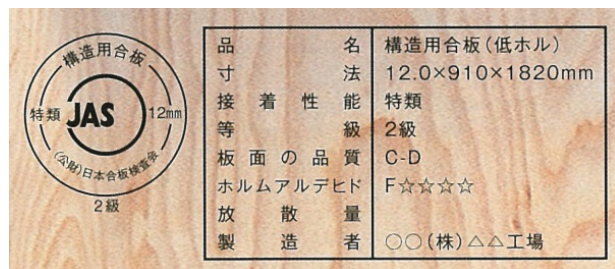 構造用合板
特類 JAS 12mm
(公財)日本合板検査会
2級
品名 構造用合板(低ホル)
寸法 12.0×910×1820mm
接着性能 特類
等級 2級
板面の品質 C-D
ホルムアルデヒド F☆☆☆☆
放散量
製造者 ○○(株)△△工場